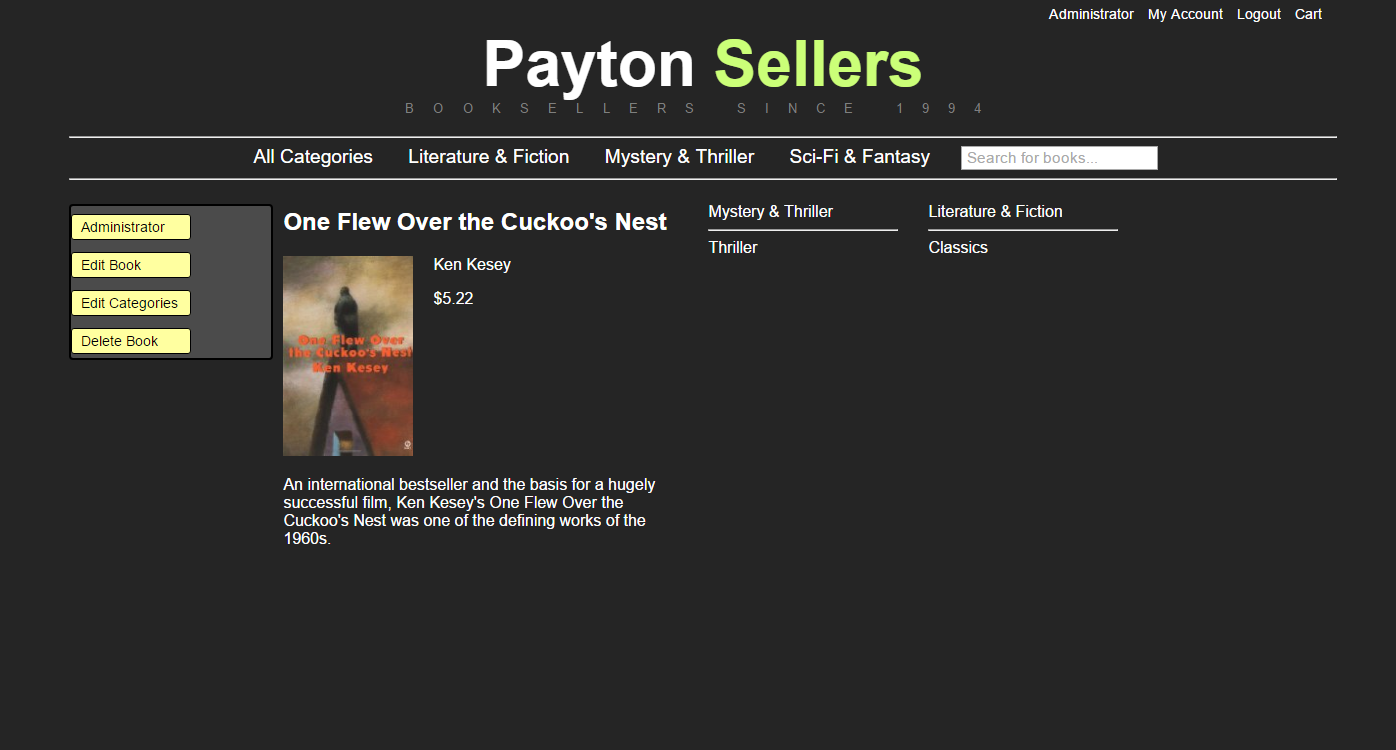 Administrator My Account Logout Cart
Payton Sellers
BOOKSELLERS SINCE 1994
All Categories Literature & Fiction Mystery & Thriller Sci-Fi & Fantasy Search for books...
Administrator
Edit Book
Edit Categories
Delete Book
One Flew Over the Cuckoo's Nest
One Flew Over
the Cuckoo's Nest
Ken Kesey
Ken Kesey
$5.22
An international bestseller and the basis for a hugely
successful film, Ken Kesey's One Flew Over the
Cuckoo's Nest was one of the defining works of the
1960s.
Mystery & Thriller
Thriller
Literature & Fiction
Classics